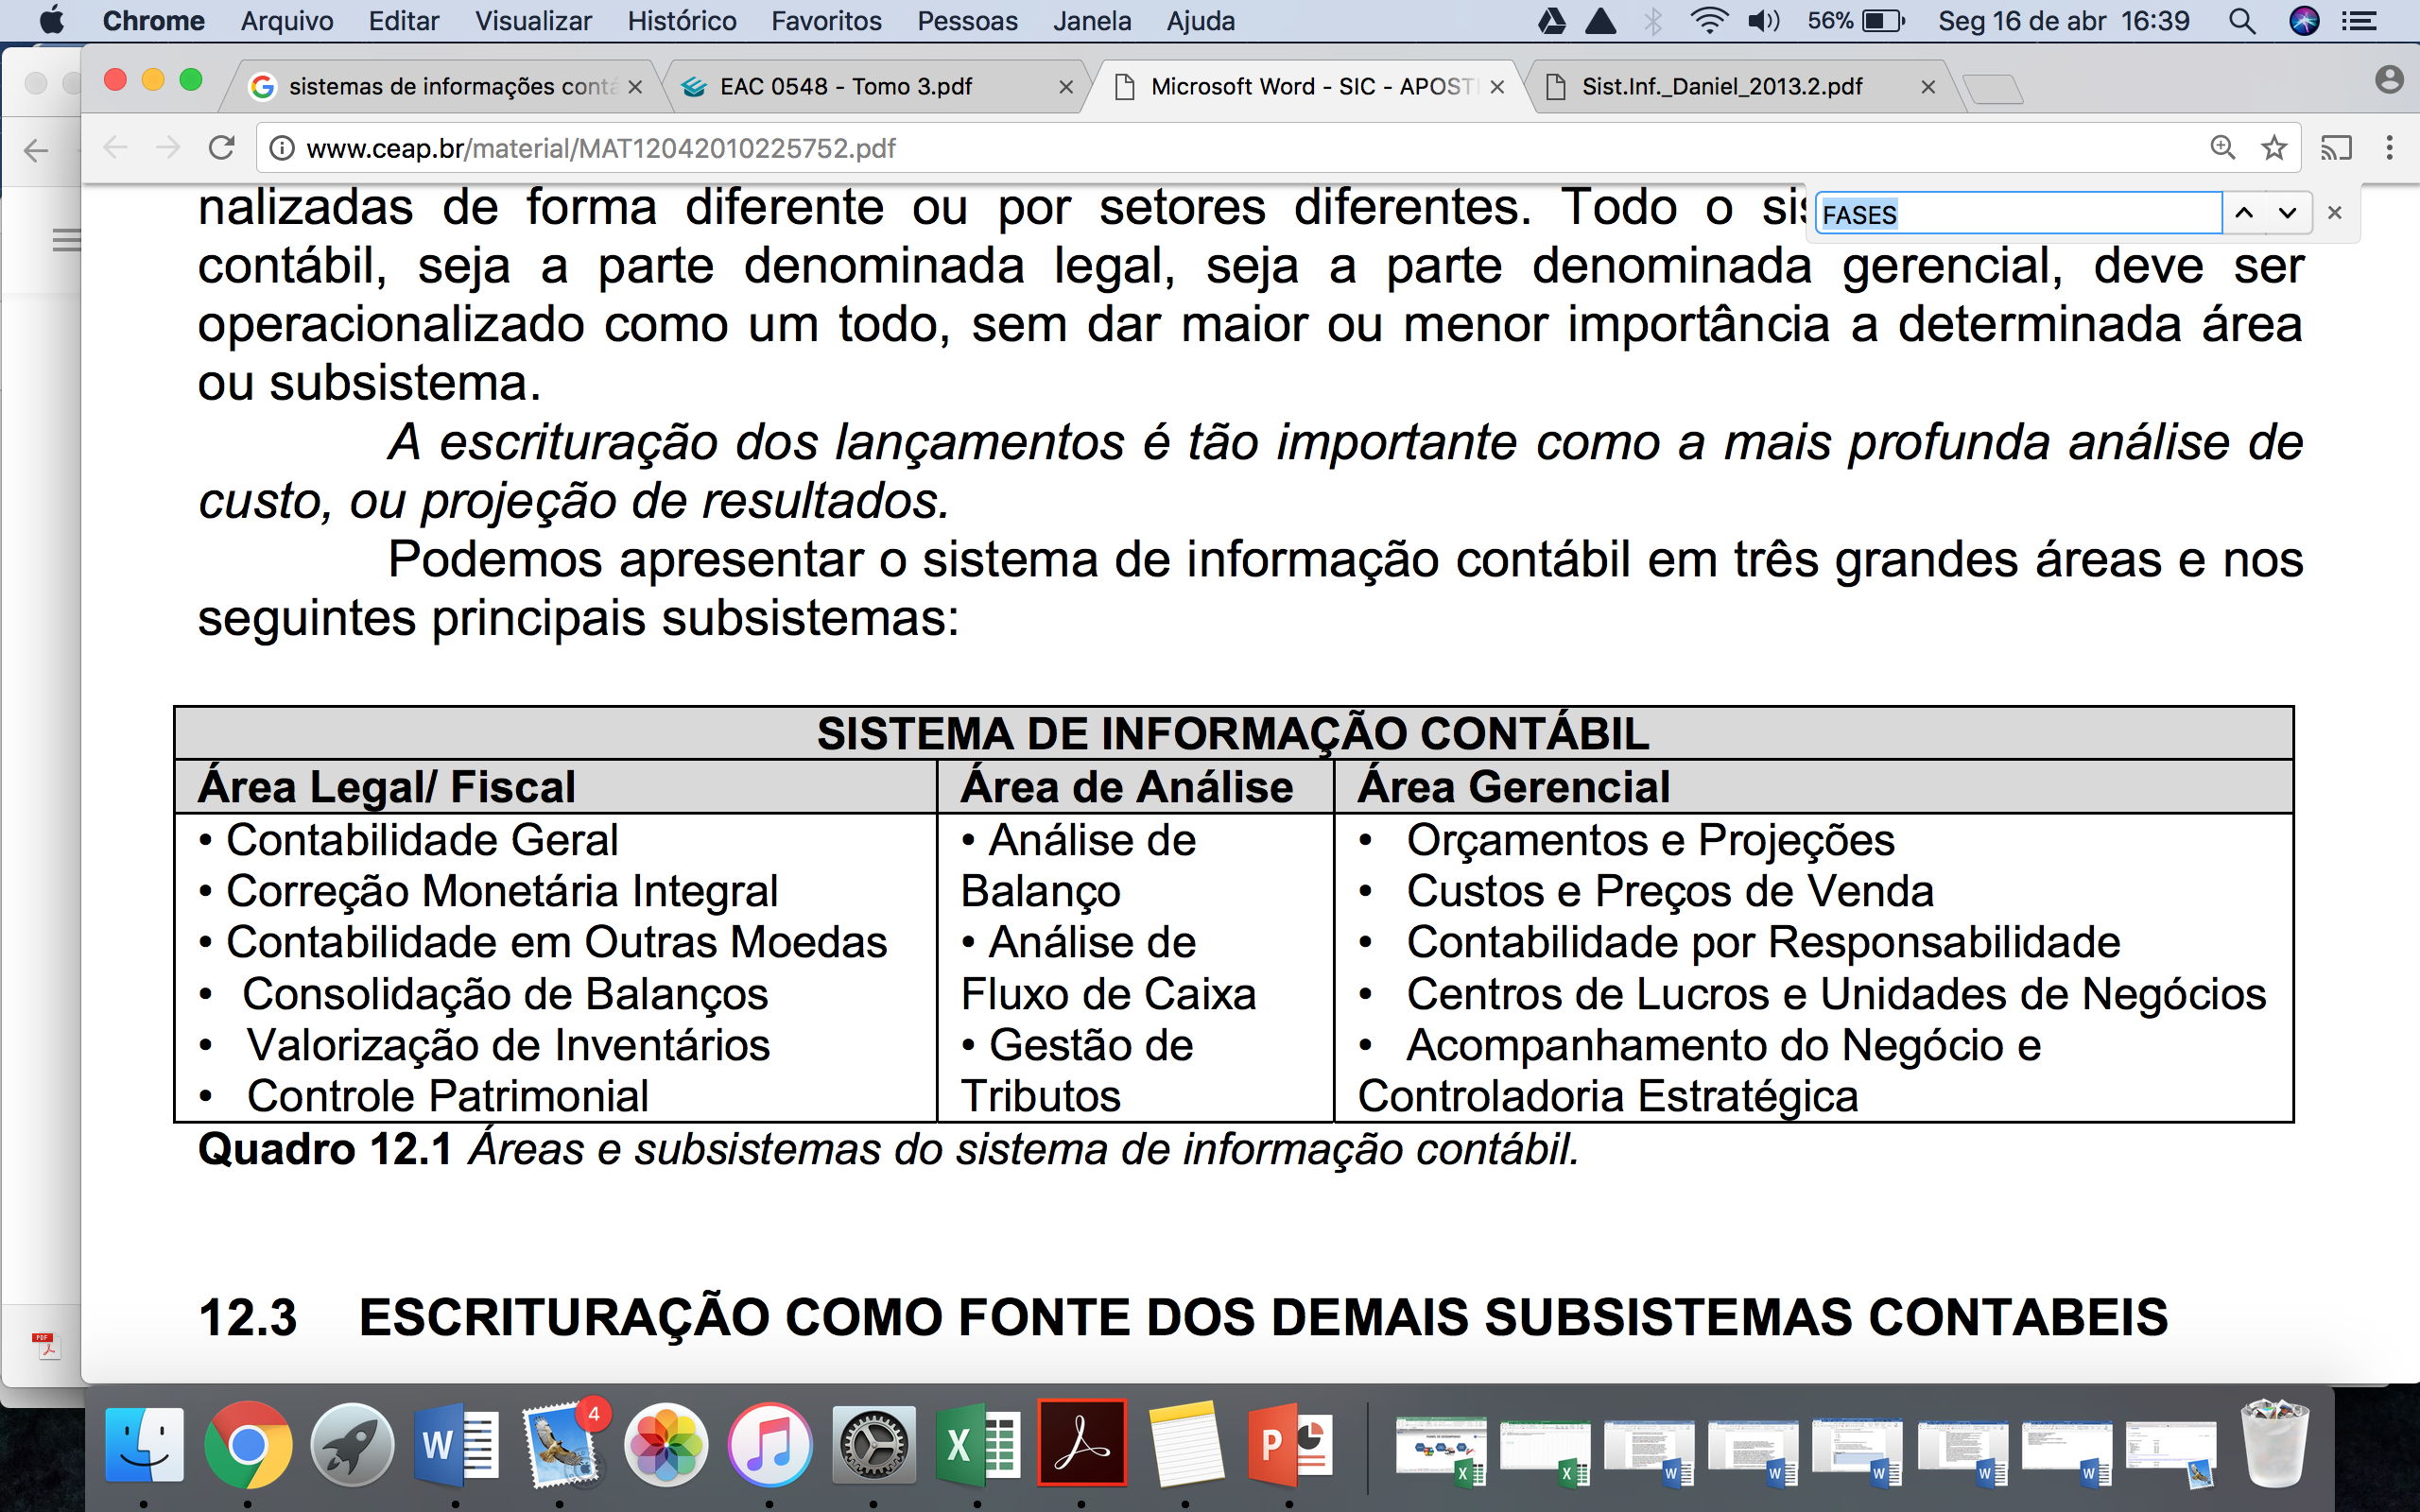 Chrome Arquivo Editar Visualizar Histórico Favoritos Pessoas Janela Ajuda 56% Seg 16 de abr 16:39
sistemas de informações contá EAC 0548 - Tomo 3.pdf Microsoft Word - SIC - APOSTI Sist.Inf._Daniel_2013.2.pdf
www.ceap.br/material/MAT12042010225752.pdf
FASES
nalizadas de forma diferente ou por setores diferentes. Todo o sis
contábil, seja a parte denominada legal, seja a parte denominada gerencial, deve ser
operacionalizado como um todo, sem dar maior ou menor importância a determinada área
ou subsistema.
A escrituração dos lançamentos é tão importante como a mais profunda análise de
custo, ou projeção de resultados.
Podemos apresentar o sistema de informação contábil em três grandes áreas e nos
seguintes principais subsistemas:
SISTEMA DE INFORMAÇÃO CONTÁBIL
Área Legal/ Fiscal
• Contabilidade Geral
• Correção Monetária Integral
• Contabilidade em Outras Moedas
• Consolidação de Balanços
• Valorização de Inventários
• Controle Patrimonial
Área de Análise
• Análise de
Balanço
• Análise de
Fluxo de Caixa
• Gestão de
Tributos
Área Gerencial
• Orçamentos e Projeções
• Custos e Preços de Venda
• Contabilidade por Responsabilidade
• Centros de Lucros e Unidades de Negócios
• Acompanhamento do Negócio e
Controladoria Estratégica
Quadro 12.1 Áreas e subsistemas do sistema de informação contábil.
12.3 ESCRITURAÇÃO COMO FONTE DOS DEMAIS SUBSISTEMAS CONTABEIS
PDF
W
4
X
P
X
X
W
W
W
W
W